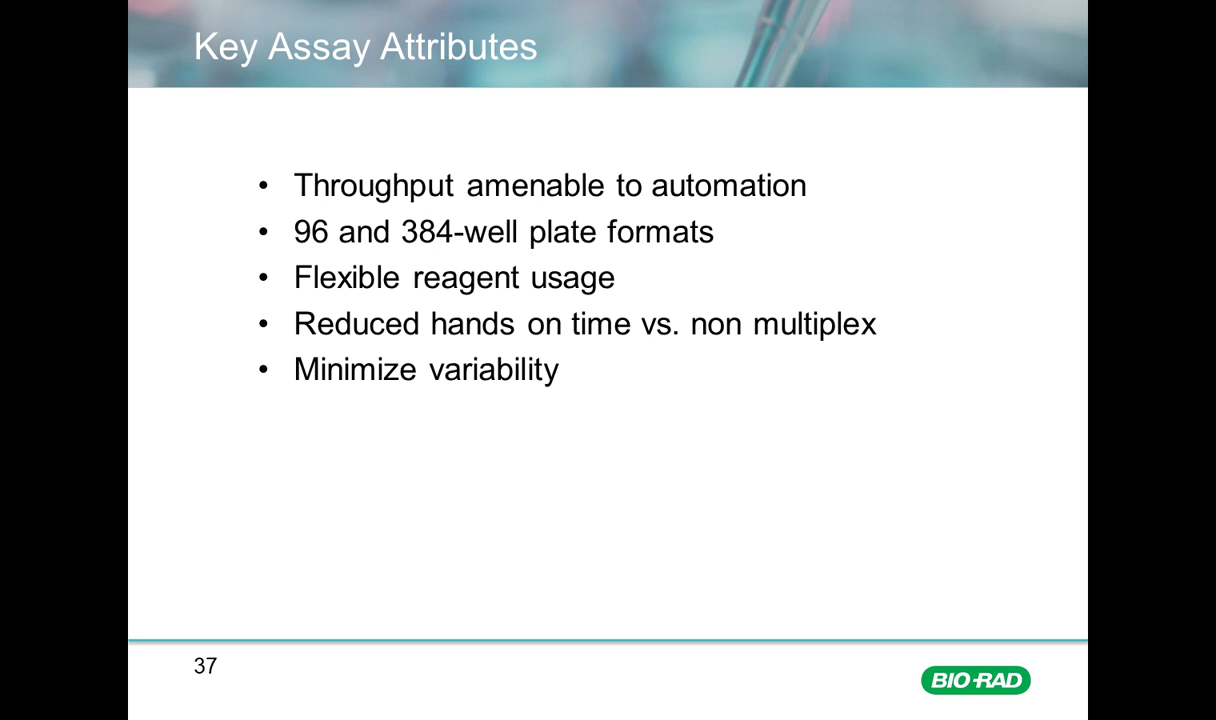 Key Assay Attributes
• Throughput amenable to automation
• 96 and 384-well plate formats
• Flexible reagent usage
• Reduced hands on time vs. non multiplex
• Minimize variability
37
BIO-RAD